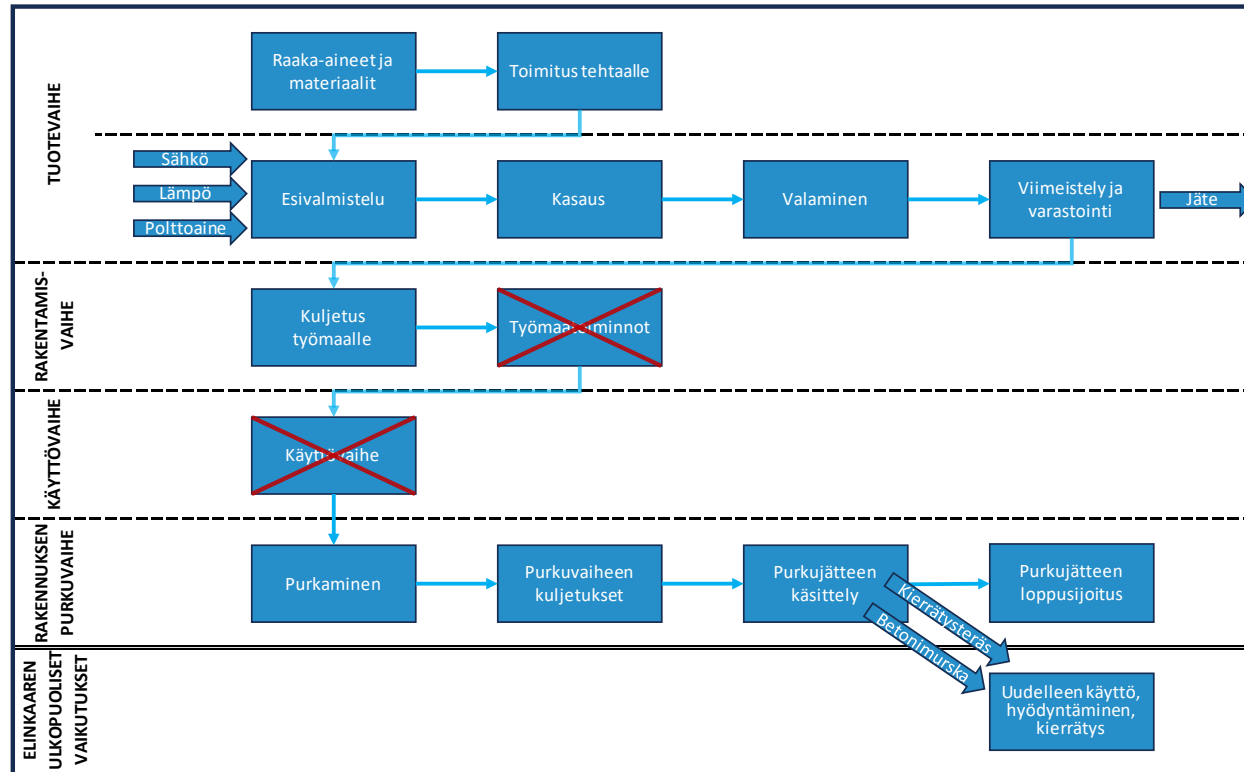 TUOTEVAIHE
Raaka-aineet ja
materiaalit
Toimitus tehtaalle
Sähkö
Lämpö
Polttoaine
Esivalmistelu
Kasaus
Valaminen
Viimeistely ja
varastointi
Jäte
RAKENTAMIS-
VAIHE
Kuljetus
työmaalle
Työmaatoiminnot
KÄYTTÖVAIHE
Käyttövaihe
RAKENNUKSEN
PURKUVAIHE
Purkaminen
Purkuvaiheen
kuljetukset
Purkujätteen
käsittely
Purkujätteen
loppusijoitus
Kierrätysteräs
Betonimurska
ELINKAAREN
ULKOPUOLISET
VAIKUTUKSET
Uudelleen käyttö,
hyödyntäminen,
kierrätys